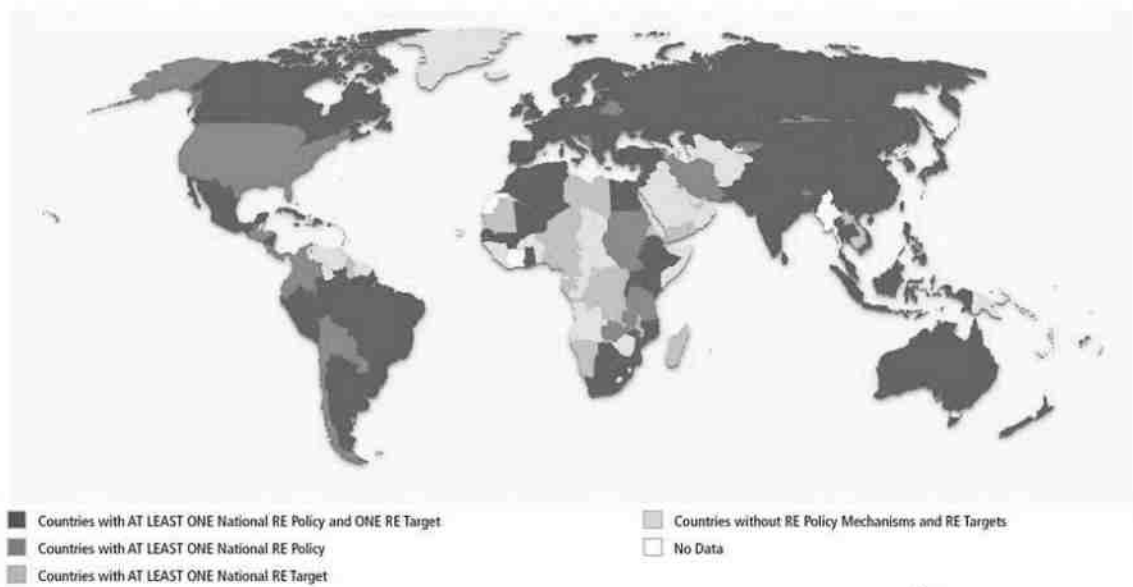 Countries with AT LEAST ONE National RE Policy and ONE RE Target
Countries with AT LEAST ONE National RE Policy
Countries with AT LEAST ONE National RE Target
Countries without RE Policy Mechanisms and RE Targets
No Data